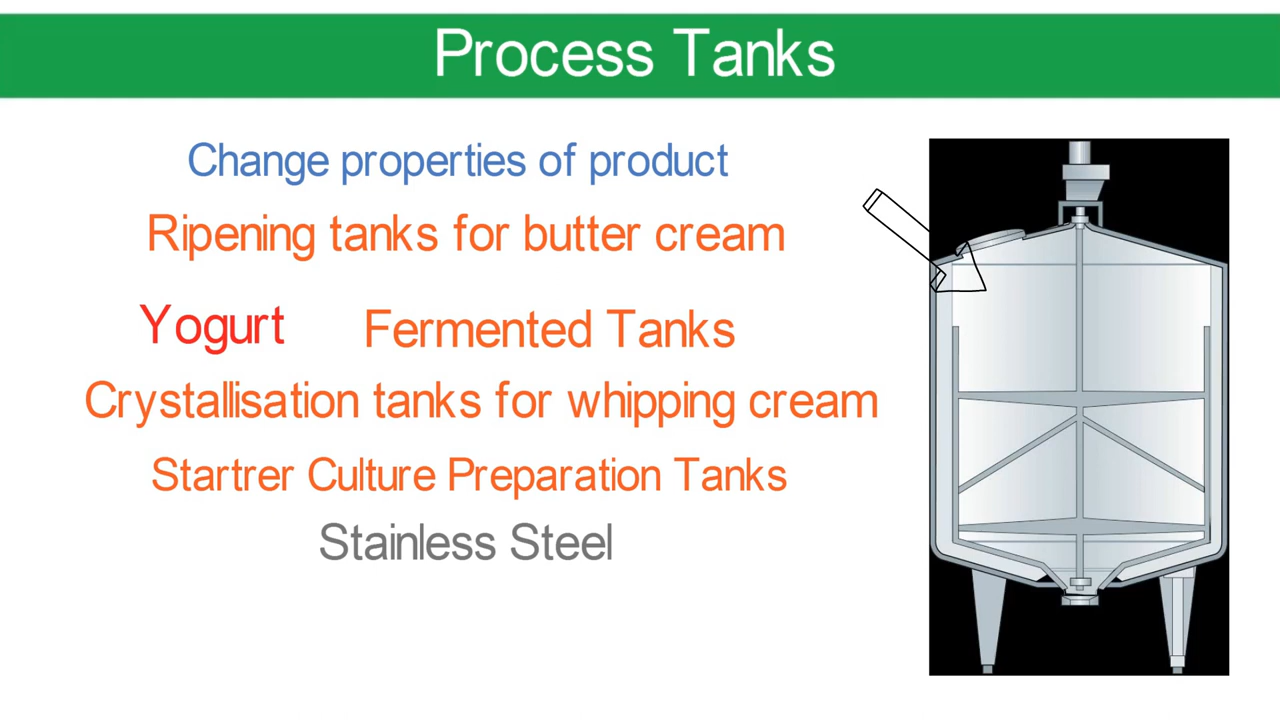 Process Tanks
Change properties of product
Ripening tanks for butter cream
Yogurt Fermented Tanks
Crystallisation tanks for whipping cream
Startrer Culture Preparation Tanks
Stainless Steel